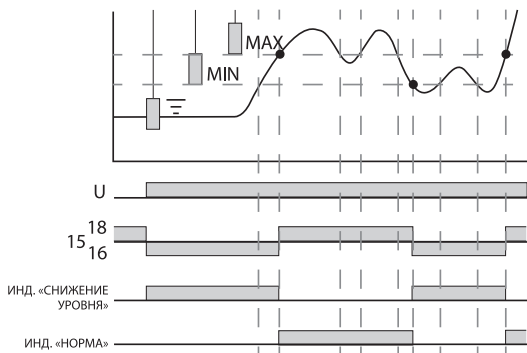 MAX
MIN
U
18
15
16
ИНД. «СНИЖЕНИЕ
УРОВНЯ»
ИНД. «НОРМА»